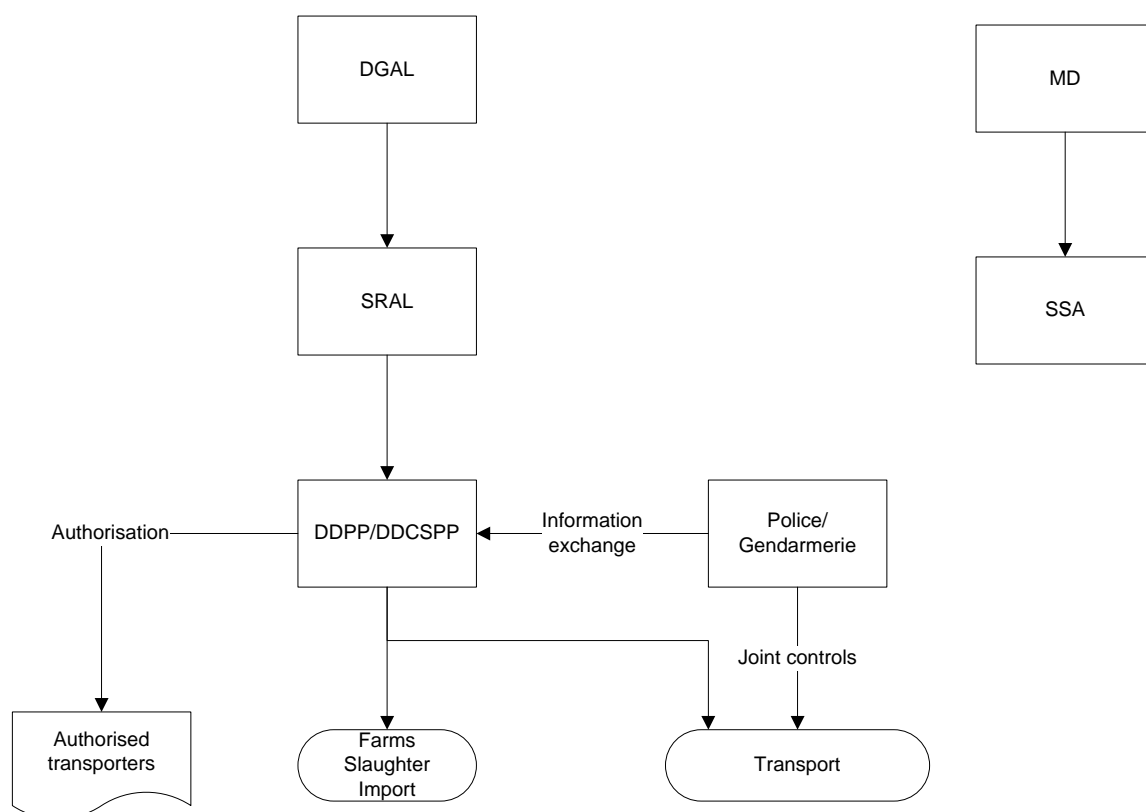 DGAL
MD
SRAL
SSA
Authorisation
DDPP/DDCSPP
Information
exchange
Police/
Gendarmerie
Joint controls
Authorised
transporters
Farms
Slaughter
Import
Transport